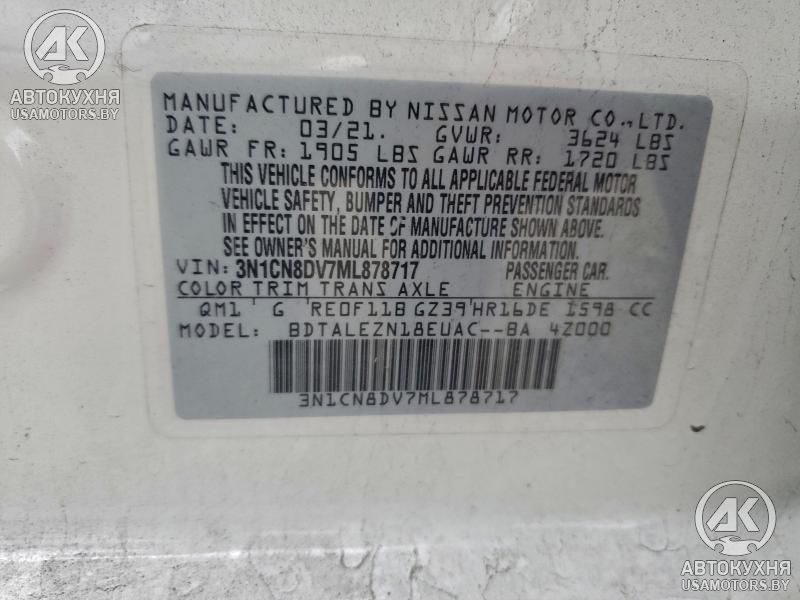 AK
АВТОКУХНЯ
USAMOTORS.BY
MANUFACTURED BY NISSAN MOTOR CO.,LTD.
DATE: 03/21. GVWR: 3624 LBS
GAWR FR: 1905 LBS GAWR RR: 1720 LBS
THIS VEHICLE CONFORMS TO ALL APPLICABLE FEDERAL MOTOR
VEHICLE SAFETY, BUMPER AND THEFT PREVENTION STANDARDS
IN EFFECT ON THE DATE OF MANUFACTURE SHOWN ABOVE.
SEE OWNER'S MANUAL FOR ADDITIONAL INFORMATION.
VIN: 3N1CN8DV7ML878717 PASSENGER CAR.
COLOR TRIM TRANS AXLE ENGINE
QM1 G RE0F11B GZ39 HR16DE 1598 CC
MODEL: BDTALEZN18EUAC--BA 4Z000
3N1CN8DV7ML878717
AK
АВТОКУХНЯ
USAMOTORS.BY